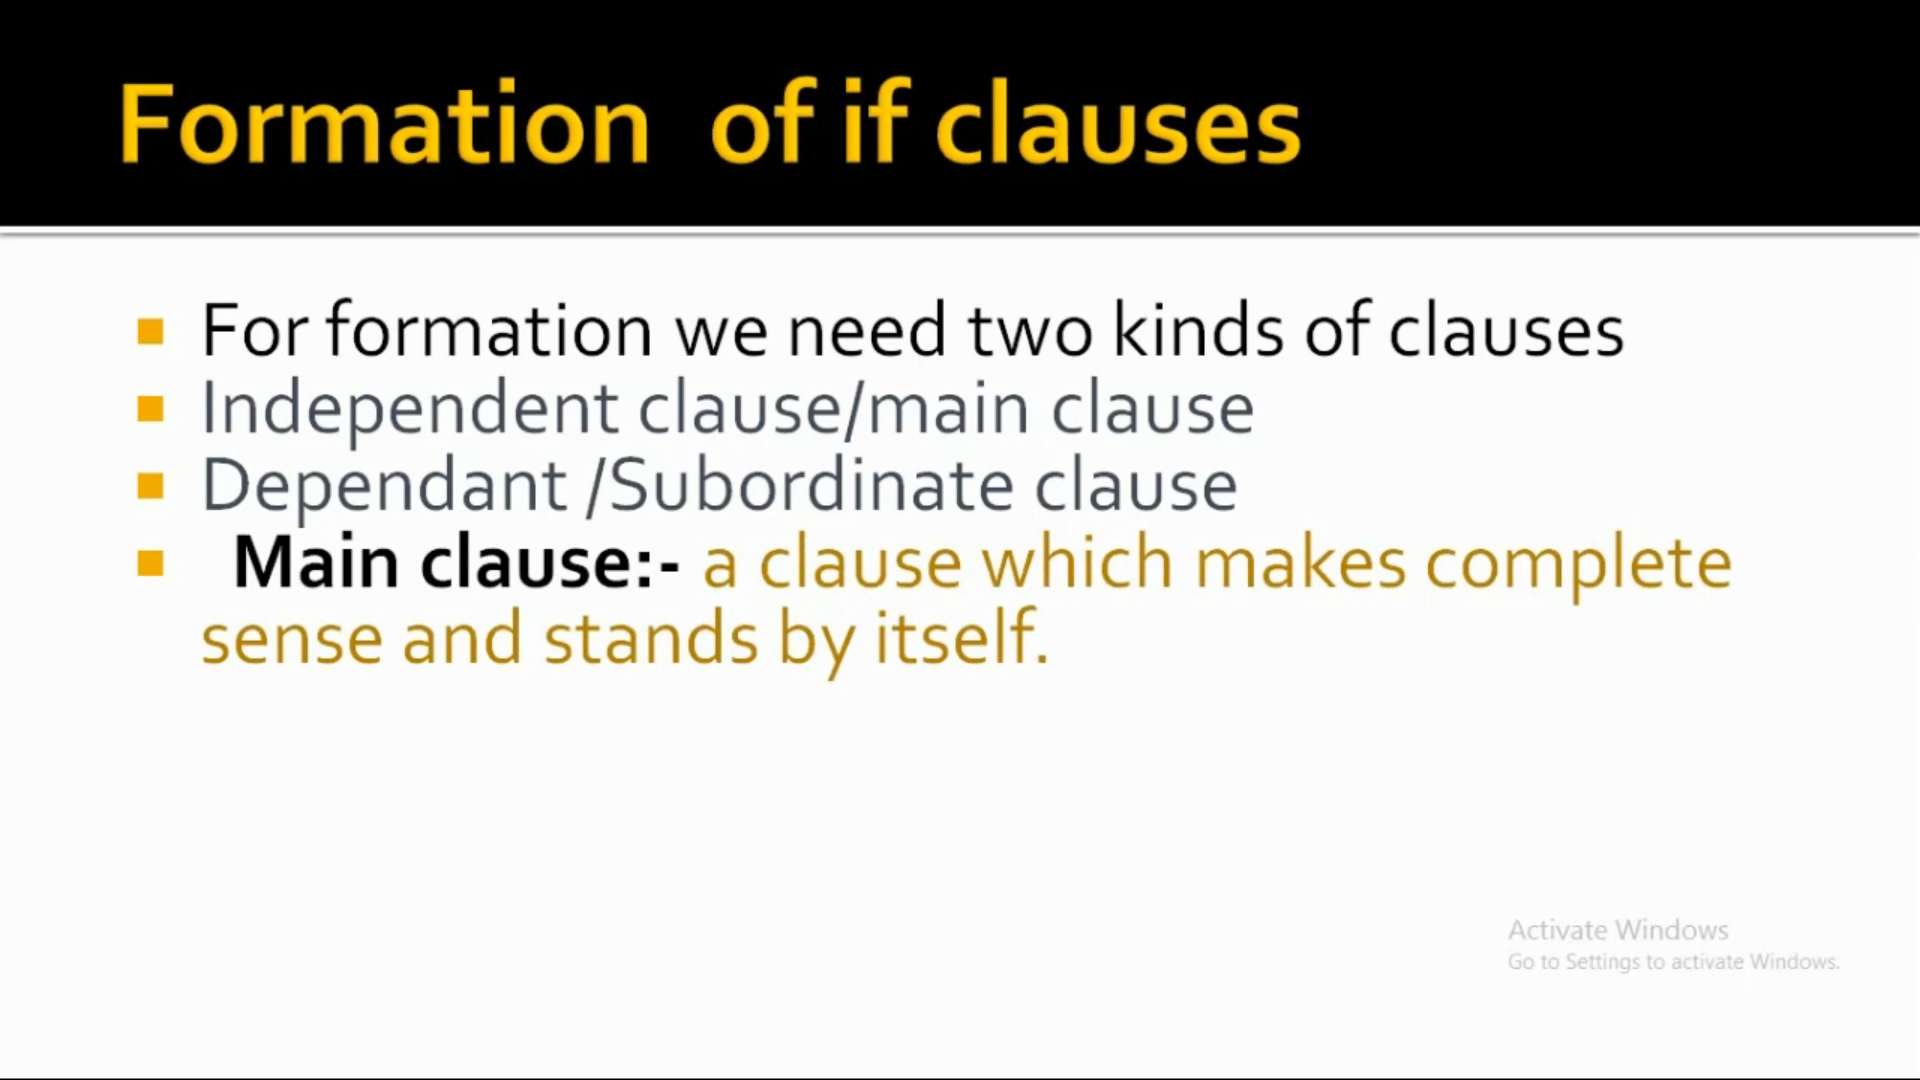 Formation of if clauses
For formation we need two kinds of clauses
Independent clause/main clause
Dependant /Subordinate clause
Main clause:- a clause which makes complete
sense and stands by itself.
Activate Windows
Go to Settings to activate Windows.